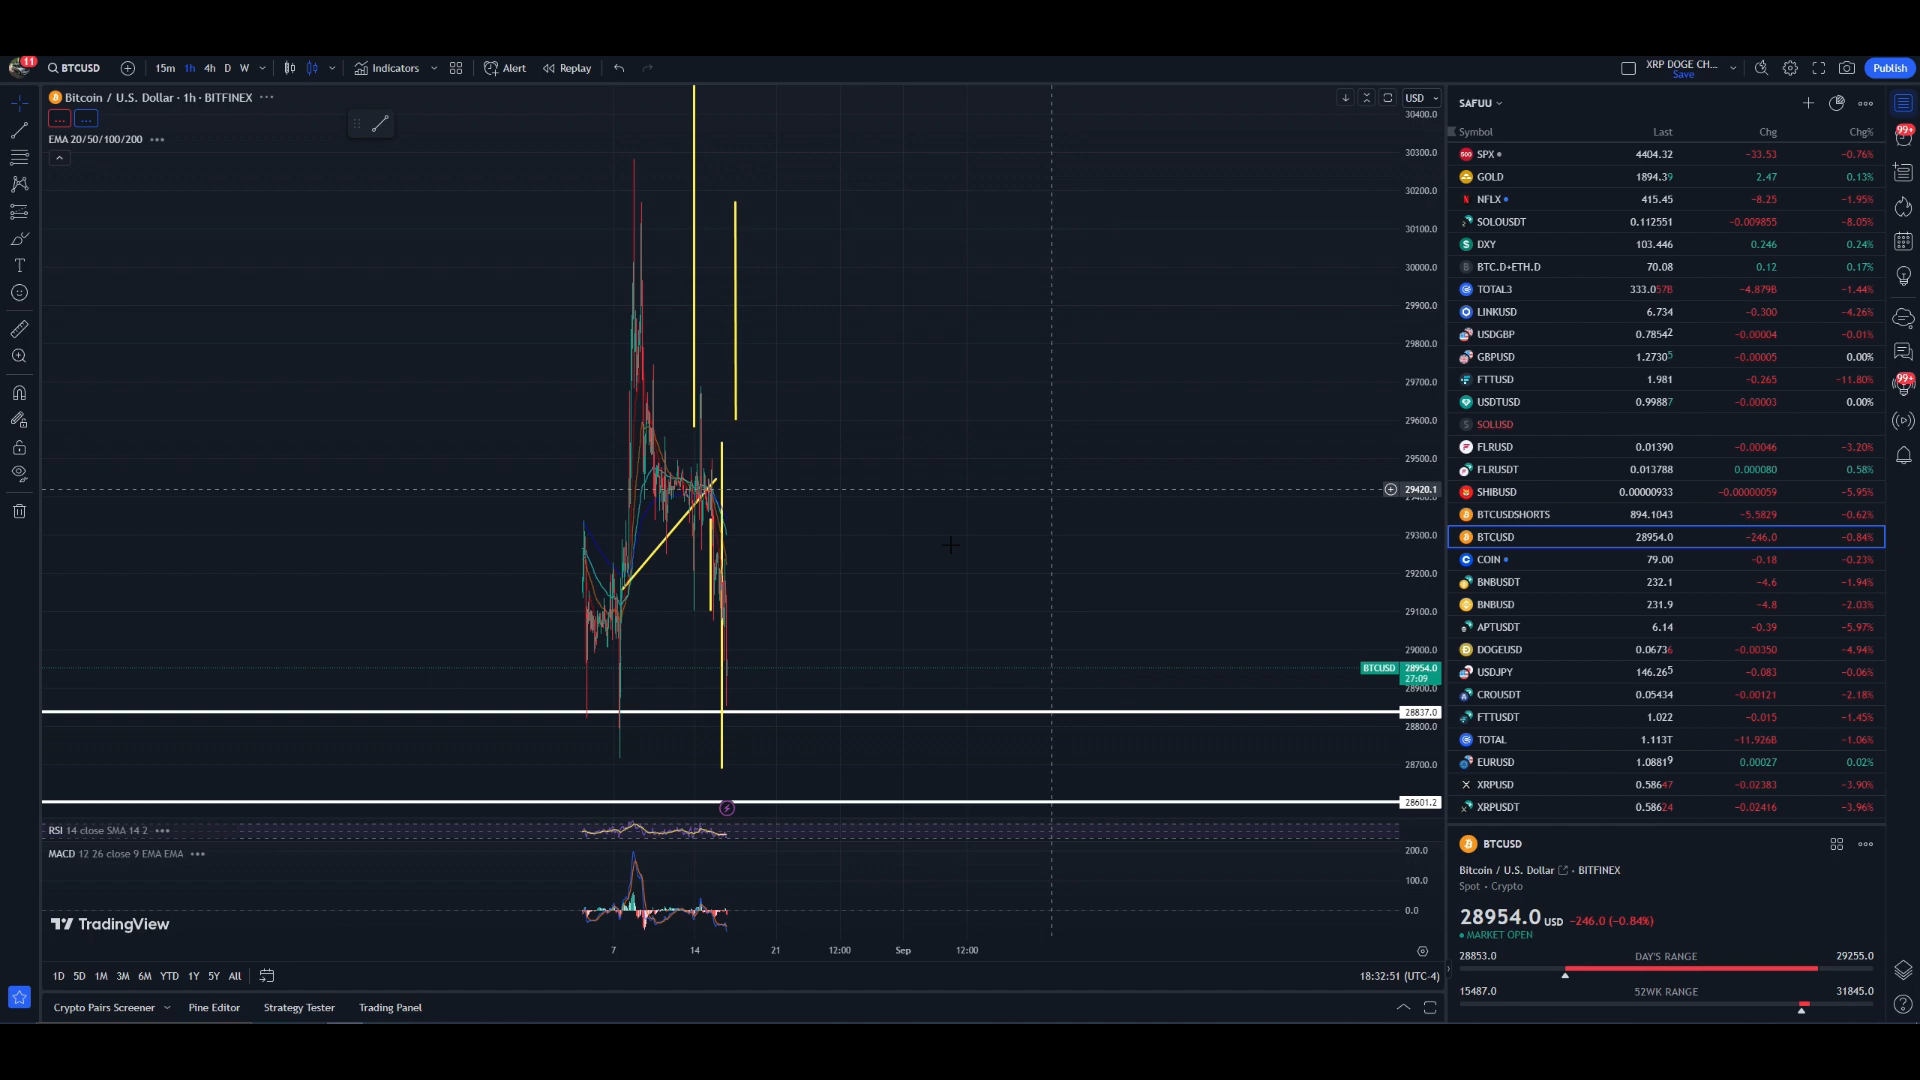 11 BTCUSD 15m 1h 4h D W Indicators Alert Replay XRP DOGE CH... Save Publish
Bitcoin / U.S. Dollar · 1h · BITFINEX
EMA 20/50/100/200
USD
30400.0
30300.0
30200.0
30100.0
30000.0
29900.0
29800.0
29700.0
29600.0
29500.0
29420.1
29400.0
29300.0
29200.0
29100.0
29000.0
BTCUSD 28954.0
27:09
28900.0
28837.0
28800.0
28700.0
28601.2
RSI 14 close SMA 14 2
MACD 12 26 close 9 EMA EMA
200.0
100.0
0.0
TradingView
7 14 21 12:00 Sep 12:00
1D 5D 1M 3M 6M YTD 1Y 5Y All
18:32:51 (UTC-4)
Crypto Pairs Screener Pine Editor Strategy Tester Trading Panel
SAFUU
Symbol Last Chg Chg%
SPX 4404.32 −33.53 −0.76%
GOLD 1894.39 2.47 0.13%
NFLX 415.45 −8.25 −1.95%
SOLOUSDT 0.112551 −0.009855 −8.05%
DXY 103.446 0.246 0.24%
BTC.D+ETH.D 70.08 0.12 0.17%
TOTAL3 333.057B −4.879B −1.44%
LINKUSD 6.734 −0.300 −4.26%
USDGBP 0.78542 −0.00004 −0.01%
GBPUSD 1.27305 −0.00005 0.00%
FTTUSD 1.981 −0.265 −11.80%
USDTUSD 0.99887 −0.00003 0.00%
SOLUSD
FLRUSD 0.01390 −0.00046 −3.20%
FLRUSDT 0.013788 0.000080 0.58%
SHIBUSD 0.00000933 −0.00000059 −5.95%
BTCUSDSHORTS 894.1043 −5.5829 −0.62%
BTCUSD 28954.0 −246.0 −0.84%
COIN 79.00 −0.18 −0.23%
BNBUSDT 232.1 −4.6 −1.94%
BNBUSD 231.9 −4.8 −2.03%
APTUSDT 6.14 −0.39 −5.97%
DOGEUSD 0.06736 −0.00350 −4.94%
USDJPY 146.265 −0.083 −0.06%
CROUSDT 0.05434 −0.00121 −2.18%
FTTUSDT 1.022 −0.015 −1.45%
TOTAL 1.113T −11.926B −1.06%
EURUSD 1.08819 0.00027 0.02%
XRPUSD 0.58647 −0.02383 −3.90%
XRPUSDT 0.58624 −0.02416 −3.96%
BTCUSD
Bitcoin / U.S. Dollar · BITFINEX
Spot · Crypto
28954.0 USD −246.0 (−0.84%)
MARKET OPEN
28853.0 DAY'S RANGE 29255.0
15487.0 52WK RANGE 31845.0
99+
99+